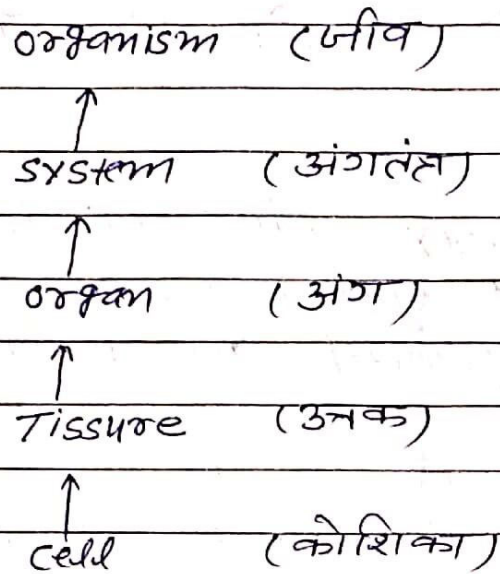 organism (जीव)
↑
system (अंगतंत्र)
↑
organ (अंग)
↑
Tissure (उत्तक)
↑
cell (कोशिका)